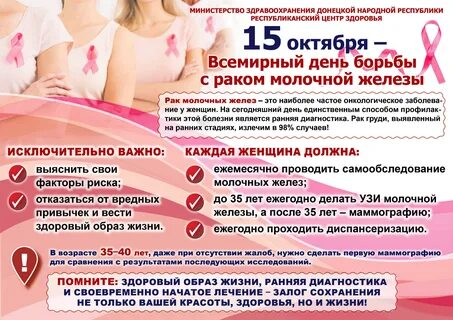 МИНИСТЕРСТВО ЗДРАВООХРАНЕНИЯ ДОНЕЦКОЙ НАРОДНОЙ РЕСПУБЛИКИ
РЕСПУБЛИКАНСКИЙ ЦЕНТР ЗДОРОВЬЯ
15 октября –
Всемирный день борьбы
с раком молочной железы
Рак молочных желез – это наиболее частое онкологическое заболева-
ние у женщин. На сегодняшний день единственным способом профилак-
тики этой болезни является ранняя диагностика. Рак груди, выявленный
на ранних стадиях, излечим в 98% случаев!
ИСКЛЮЧИТЕЛЬНО ВАЖНО:
выяснить свои
факторы риска;
отказаться от вредных
привычек и вести
здоровый образ жизни.
КАЖДАЯ ЖЕНЩИНА ДОЛЖНА:
ежемесячно проводить самообследование
молочных желез;
до 35 лет ежегодно делать УЗИ молочной
железы, а после 35 лет – маммографию;
ежегодно проходить диспансеризацию.
В возрасте 35–40 лет, даже при отсутствии жалоб, нужно сделать первую маммографию
для сравнения с результатами последующих исследований.
ПОМНИТЕ: ЗДОРОВЫЙ ОБРАЗ ЖИЗНИ, РАННЯЯ ДИАГНОСТИКА
И СВОЕВРЕМЕННО НАЧАТОЕ ЛЕЧЕНИЕ – ЗАЛОГ СОХРАНЕНИЯ
НЕ ТОЛЬКО ВАШЕЙ КРАСОТЫ, ЗДОРОВЬЯ, НО И ЖИЗНИ!